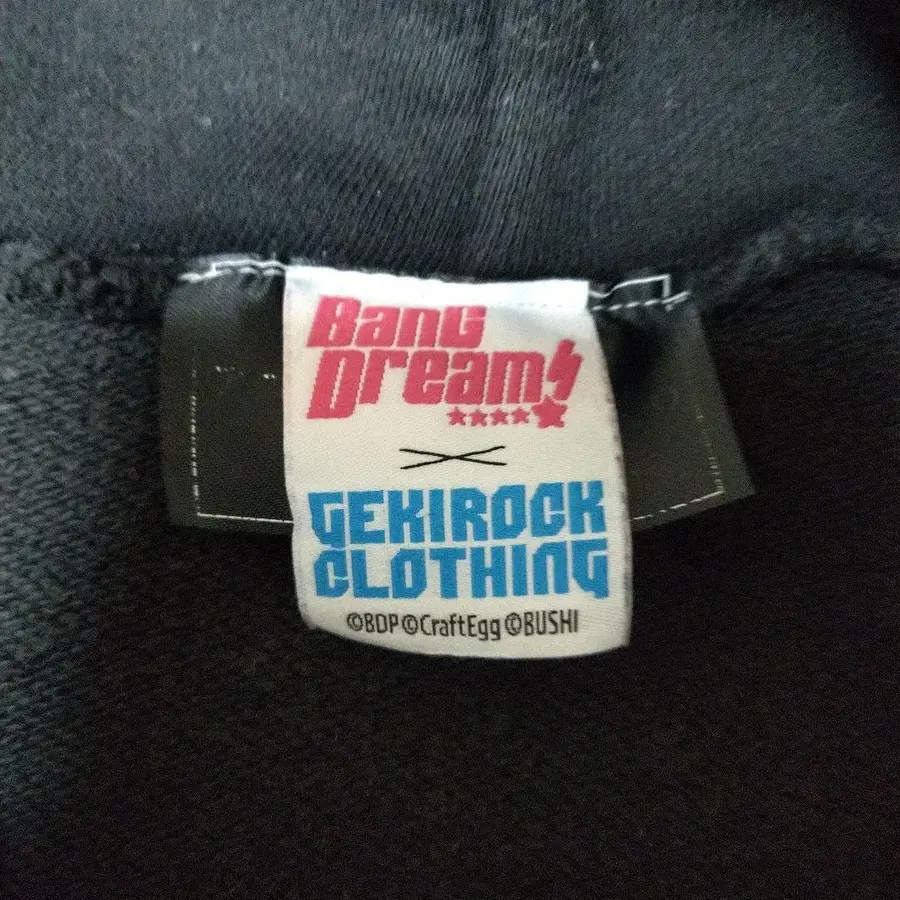 BanG
Dream!
×
GEKIROCK
CLOTHING
©BDP ©CraftEgg ©BUSHI